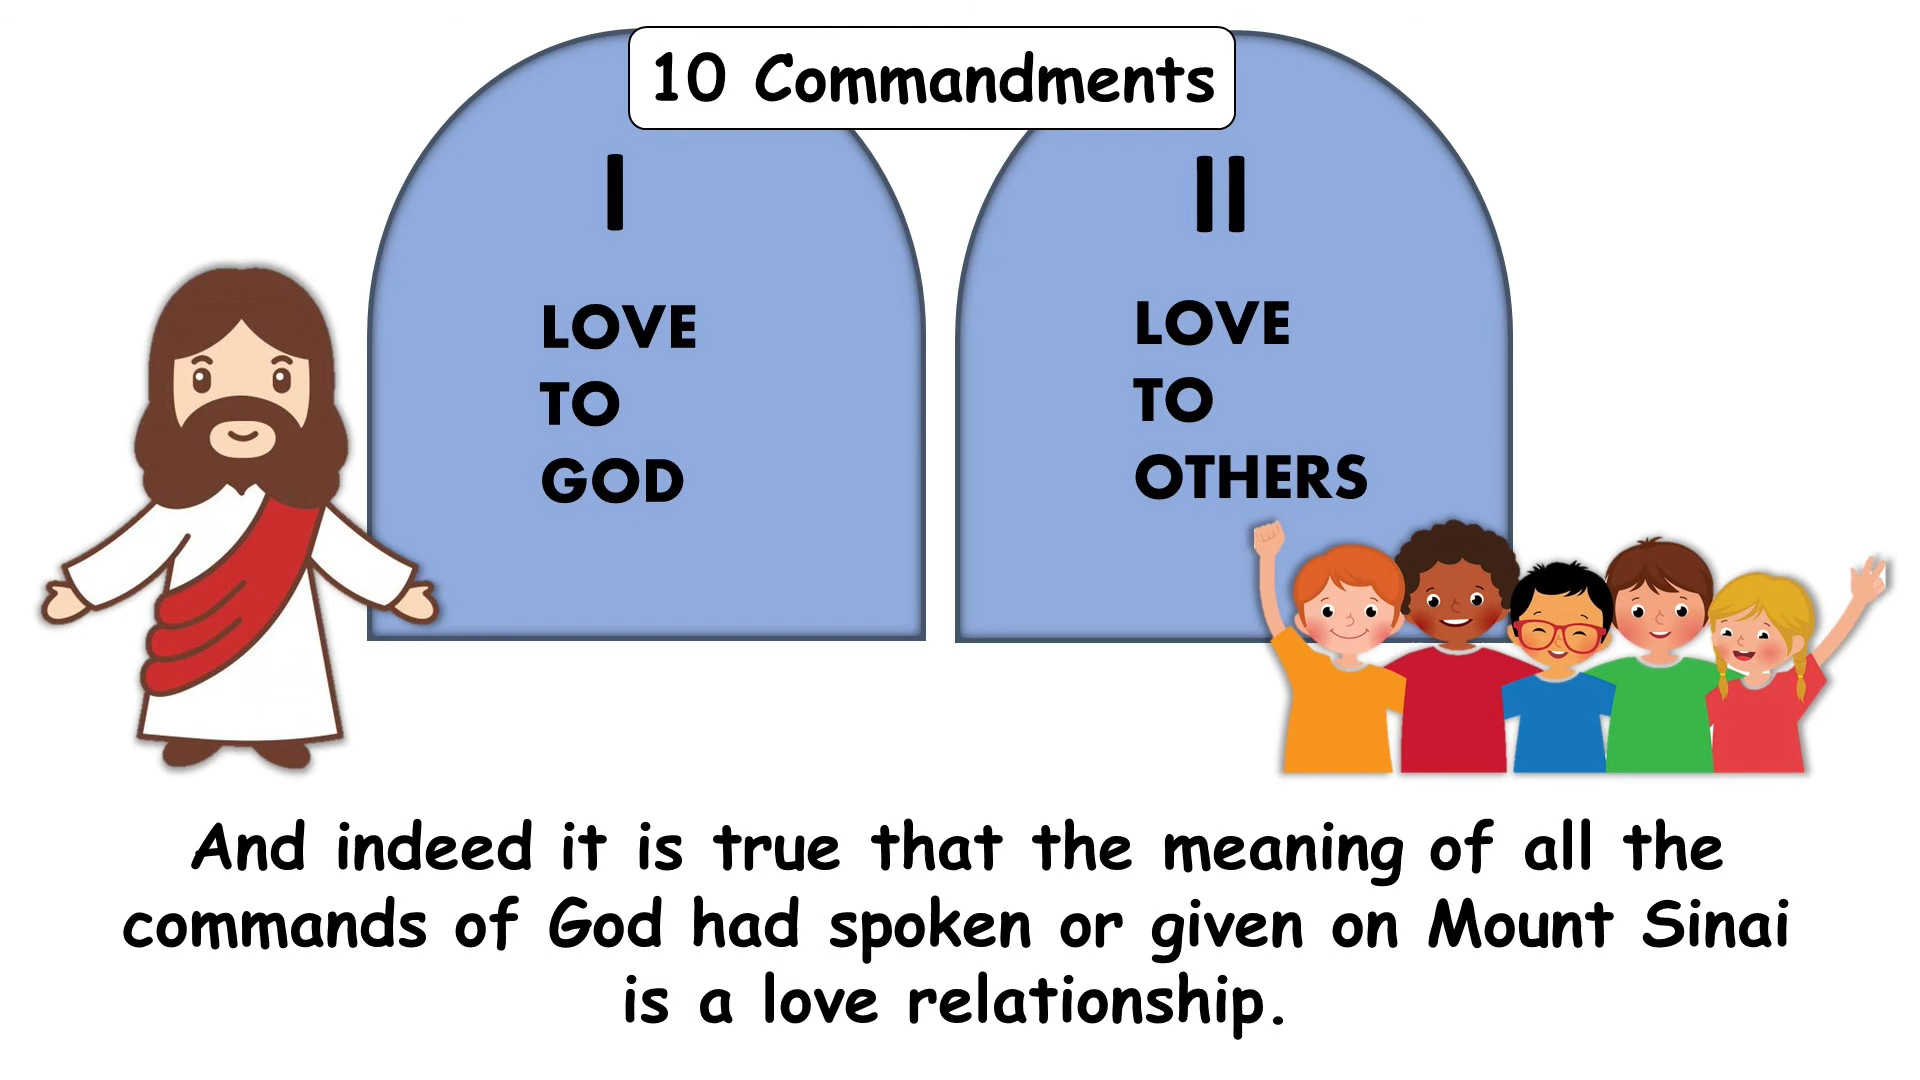 10 Commandments
I
LOVE
TO
GOD
II
LOVE
TO
OTHERS
And indeed it is true that the meaning of all the
commands of God had spoken or given on Mount Sinai
is a love relationship.